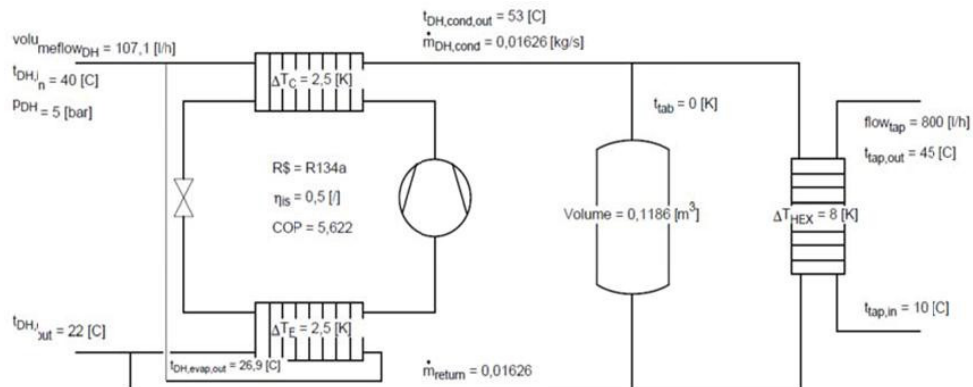 t_DH,cond,out = 53 [C]
ṁ_DH,cond = 0,01626 [kg/s]
volumeflow_DH = 107,1 [l/h]
t_DH,in = 40 [C]
p_DH = 5 [bar]
ΔT_C = 2,5 [K]
t_tab = 0 [K]
flow_tap = 800 [l/h]
t_tap,out = 45 [C]
R$ = R134a
η_is = 0,5 [/]
COP = 5,622
Volume = 0,1186 [m³]
ΔT_HEX = 8 [K]
t_DH,out = 22 [C]
ΔT_E = 2,5 [K]
t_tap,in = 10 [C]
t_DH,evap,out = 26,9 [C]
ṁ_return = 0,01626